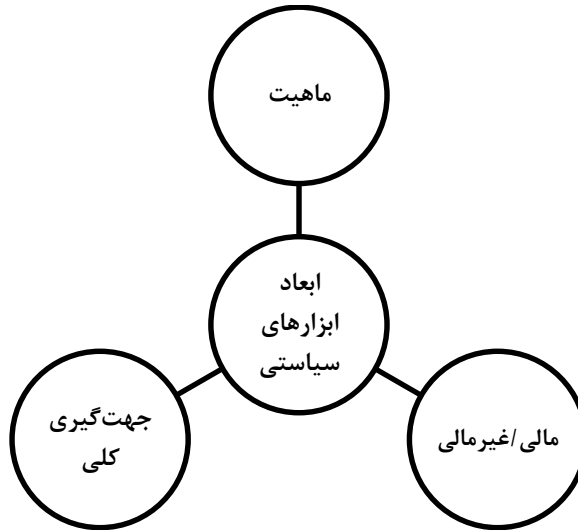 ماهیت
ابعاد
ابزارهای
سیاستی
جهت‌گیری
کلی
مالی/غیرمالی